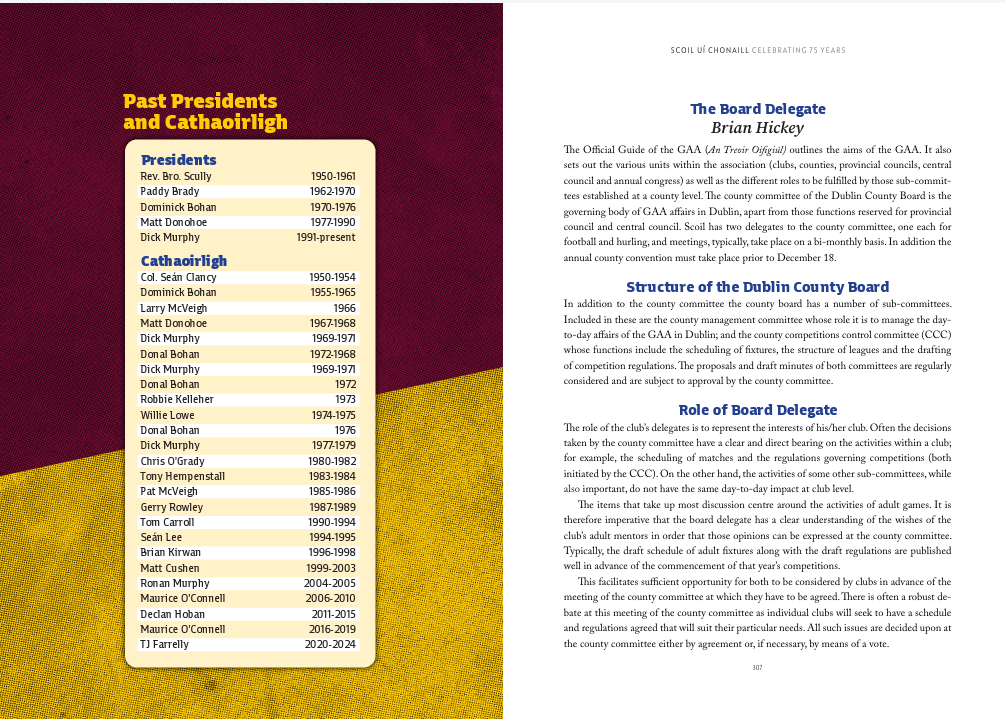 Past Presidents
and Cathaoirligh
Presidents
Rev. Bro. Scully 1950-1961
Paddy Brady 1962-1970
Dominick Bohan 1970-1976
Matt Donohoe 1977-1990
Dick Murphy 1991-present
Cathaoirligh
Col. Seán Clancy 1950-1954
Dominick Bohan 1955-1965
Larry McVeigh 1966
Matt Donohoe 1967-1968
Dick Murphy 1969-1971
Donal Bohan 1972-1968
Dick Murphy 1969-1971
Donal Bohan 1972
Robbie Kelleher 1973
Willie Lowe 1974-1975
Donal Bohan 1976
Dick Murphy 1977-1979
Chris O'Grady 1980-1982
Tony Hempenstall 1983-1984
Pat McVeigh 1985-1986
Gerry Rowley 1987-1989
Tom Carroll 1990-1994
Seán Lee 1994-1995
Brian Kirwan 1996-1998
Matt Cushen 1999-2003
Ronan Murphy 2004-2005
Maurice O'Connell 2006-2010
Declan Hoban 2011-2015
Maurice O'Connell 2016-2019
TJ Farrelly 2020-2024
SCOIL UÍ CHONAILL CELEBRATING 75 YEARS
The Board Delegate
Brian Hickey
The Official Guide of the GAA (An Treoir Oifigiúl) outlines the aims of the GAA. It also
sets out the various units within the association (clubs, counties, provincial councils, central
council and annual congress) as well as the different roles to be fulfilled by those sub-commit-
tees established at a county level. The county committee of the Dublin County Board is the
governing body of GAA affairs in Dublin, apart from those functions reserved for provincial
council and central council. Scoil has two delegates to the county committee, one each for
football and hurling, and meetings, typically, take place on a bi-monthly basis. In addition the
annual county convention must take place prior to December 18.
Structure of the Dublin County Board
In addition to the county committee the county board has a number of sub-committees.
Included in these are the county management committee whose role it is to manage the day-
to-day affairs of the GAA in Dublin; and the county competitions control committee (CCC)
whose functions include the scheduling of fixtures, the structure of leagues and the drafting
of competition regulations. The proposals and draft minutes of both committees are regularly
considered and are subject to approval by the county committee.
Role of Board Delegate
The role of the club's delegates is to represent the interests of his/her club. Often the decisions
taken by the county committee have a clear and direct bearing on the activities within a club;
for example, the scheduling of matches and the regulations governing competitions (both
initiated by the CCC). On the other hand, the activities of some other sub-committees, while
also important, do not have the same day-to-day impact at club level.
The items that take up most discussion centre around the activities of adult games. It is
therefore imperative that the board delegate has a clear understanding of the wishes of the
club's adult mentors in order that those opinions can be expressed at the county committee.
Typically, the draft schedule of adult fixtures along with the draft regulations are published
well in advance of the commencement of that year's competitions.
This facilitates sufficient opportunity for both to be considered by clubs in advance of the
meeting of the county committee at which they have to be agreed. There is often a robust de-
bate at this meeting of the county committee as individual clubs will seek to have a schedule
and regulations agreed that will suit their particular needs. All such issues are decided upon at
the county committee either by agreement or, if necessary, by means of a vote.
307